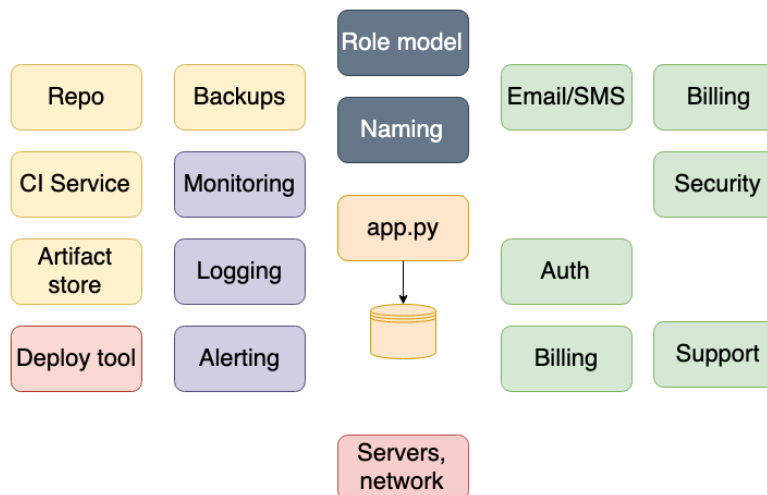 Role model
Repo
Backups
Email/SMS
Billing
Naming
CI Service
Monitoring
Security
app.py
Artifact
store
Logging
Auth
Deploy tool
Alerting
Billing
Support
Servers,
network